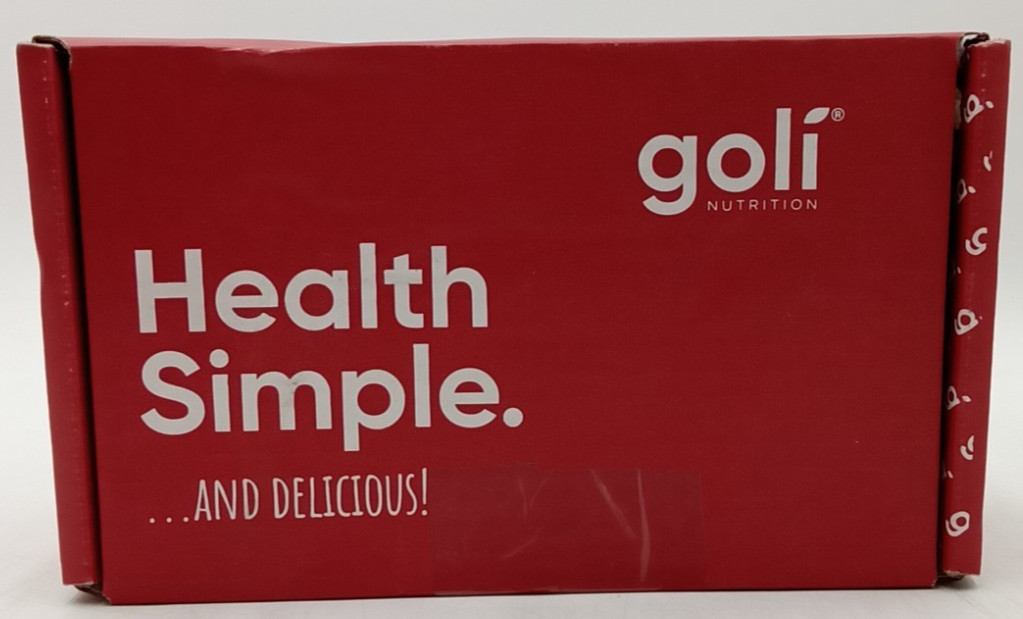 goli®
NUTRITION
Health
Simple.
...AND DELICIOUS!